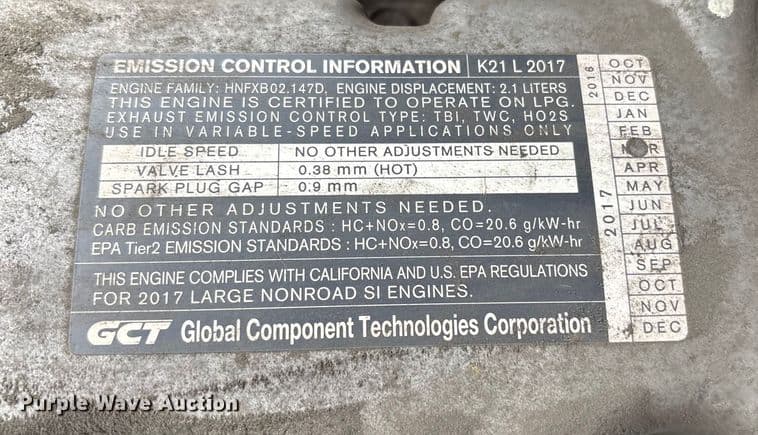 EMISSION CONTROL INFORMATION K21 L 2017
ENGINE FAMILY: HNFXB02.147D, ENGINE DISPLACEMENT: 2.1 LITERS
THIS ENGINE IS CERTIFIED TO OPERATE ON LPG.
EXHAUST EMISSION CONTROL TYPE: TBI, TWC, HO2S
USE IN VARIABLE-SPEED APPLICATIONS ONLY
IDLE SPEED NO OTHER ADJUSTMENTS NEEDED
VALVE LASH 0.38 mm (HOT)
SPARK PLUG GAP 0.9 mm
NO OTHER ADJUSTMENTS NEEDED.
CARB EMISSION STANDARDS : HC+NOx=0.8, CO=20.6 g/kW-hr
EPA Tier2 EMISSION STANDARDS : HC+NOx=0.8, CO=20.6 g/kW-hr
THIS ENGINE COMPLIES WITH CALIFORNIA AND U.S. EPA REGULATIONS
FOR 2017 LARGE NONROAD SI ENGINES.
GCT Global Component Technologies Corporation
2016
OCT
NOV
DEC
2017
JAN
FEB
MAR
APR
MAY
JUN
JUL
AUG
SEP
OCT
NOV
DEC
Purple Wave Auction